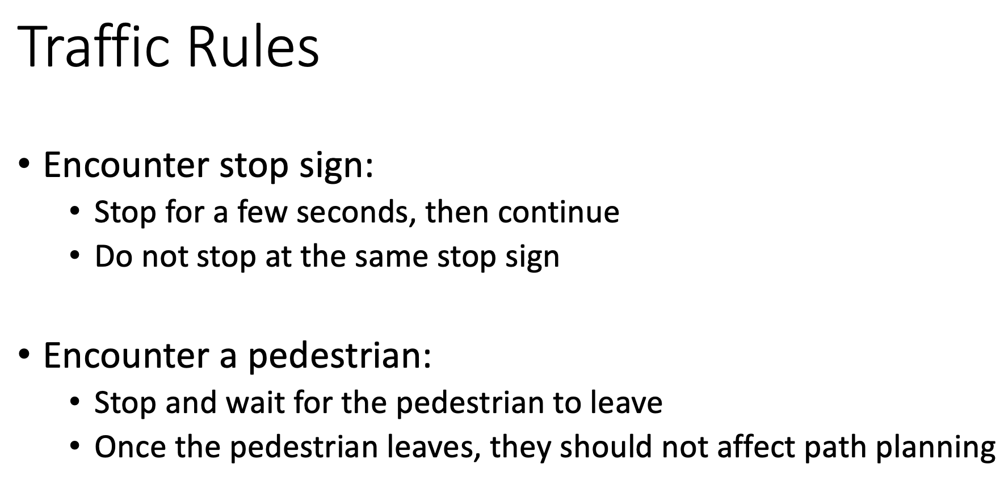 Traffic Rules
• Encounter stop sign:
• Stop for a few seconds, then continue
• Do not stop at the same stop sign
• Encounter a pedestrian:
• Stop and wait for the pedestrian to leave
• Once the pedestrian leaves, they should not affect path planning